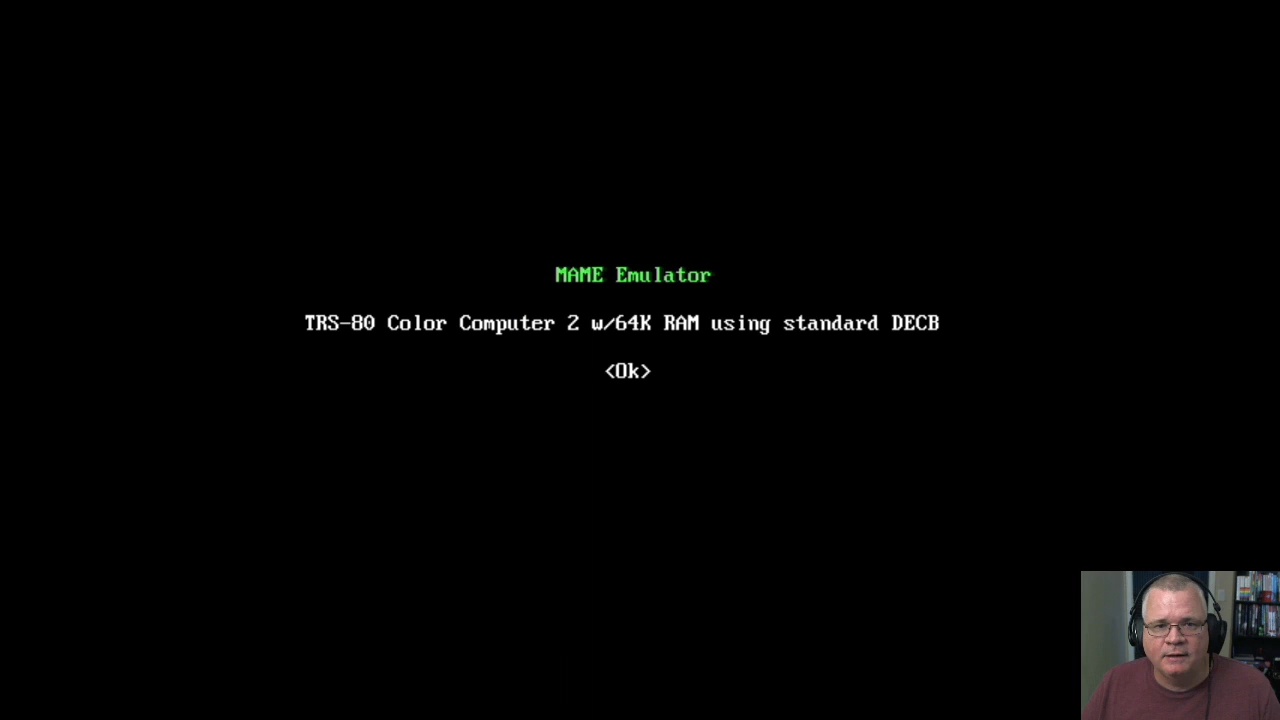 MAME Emulator
TRS-80 Color Computer 2 w/64K RAM using standard DECB
<Ok>